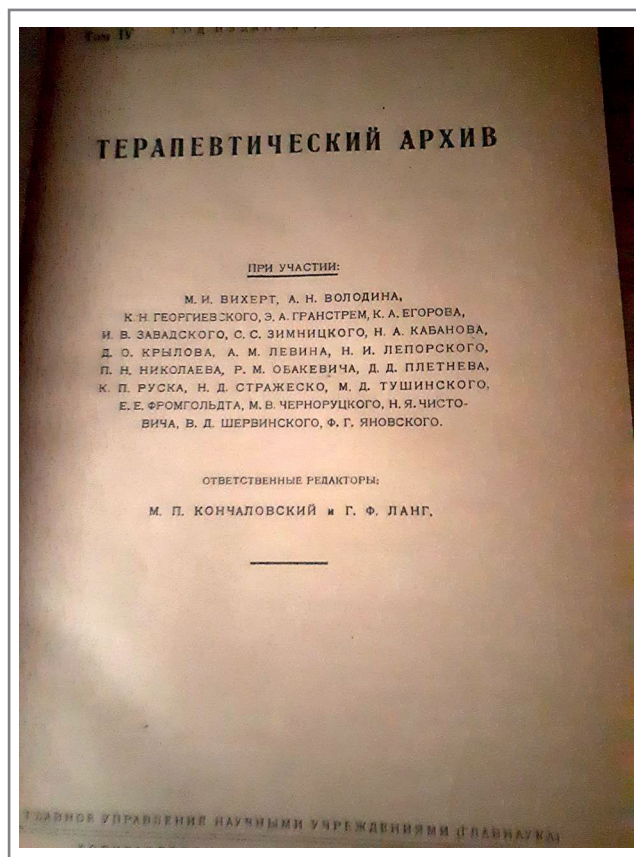 Том IV ГОД ИЗДАНИЯ
ТЕРАПЕВТИЧЕСКИЙ АРХИВ
ПРИ УЧАСТИИ:
М. И. ВИХЕРТ, А. Н. ВОЛОДИНА,
К. Н. ГЕОРГИЕВСКОГО, Э. А. ГРАНСТРЕМ, К. А. ЕГОРОВА,
И. В. ЗАВАДСКОГО, С. С. ЗИМНИЦКОГО, Н. А. КАБАНОВА,
Д. О. КРЫЛОВА, А. М. ЛЕВИНА, Н. И. ЛЕПОРСКОГО,
П. Н. НИКОЛАЕВА, Р. М. ОБАКЕВИЧА, Д. Д. ПЛЕТНЕВА,
К. П. РУСКА, Н. Д. СТРАЖЕСКО, М. Д. ТУШИНСКОГО,
Е. Е. ФРОМГОЛЬДТА, М. В. ЧЕРНОРУЦКОГО, Н. Я. ЧИСТО-
ВИЧА, В. Д. ШЕРВИНСКОГО, Ф. Г. ЯНОВСКОГО.
ОТВЕТСТВЕННЫЕ РЕДАКТОРЫ:
М. П. КОНЧАЛОВСКИЙ и Г. Ф. ЛАНГ.
ГЛАВНОЕ УПРАВЛЕНИЕ НАУЧНЫМИ УЧРЕЖДЕНИЯМИ (ГЛАВНАУКА)